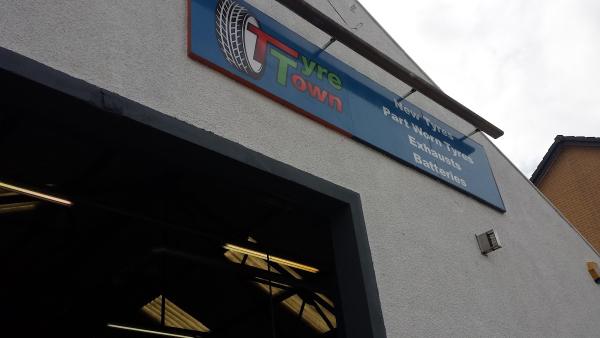 Tyre
Town
New Tyres
Part Worn Tyres
Exhausts
Batteries